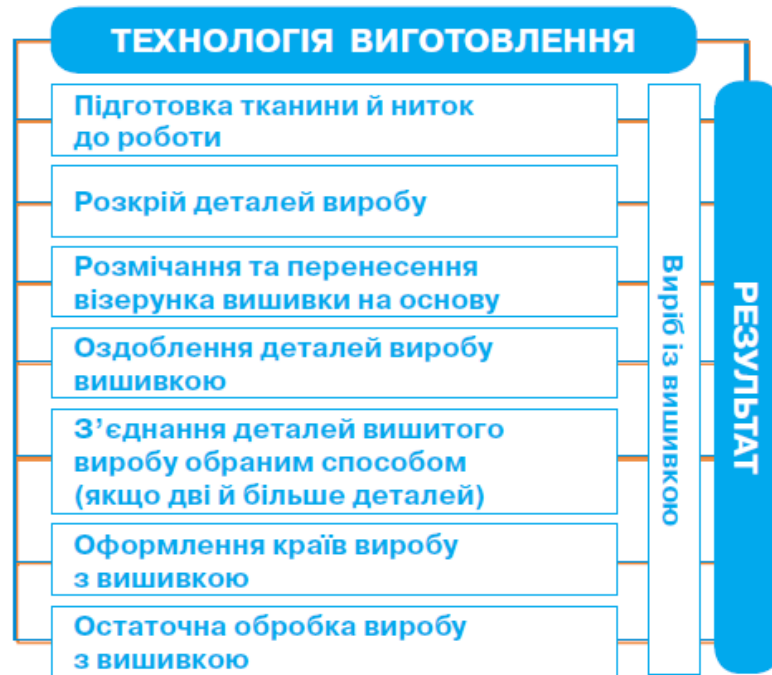 ТЕХНОЛОГІЯ ВИГОТОВЛЕННЯ
Підготовка тканини й ниток
до роботи
Розкрій деталей виробу
Розмічання та перенесення
візерунка вишивки на основу
Оздоблення деталей виробу
вишивкою
З’єднання деталей вишитого
виробу обраним способом
(якщо дві й більше деталей)
Оформлення країв виробу
з вишивкою
Остаточна обробка виробу
з вишивкою
Виріб із вишивкою
РЕЗУЛЬТАТ